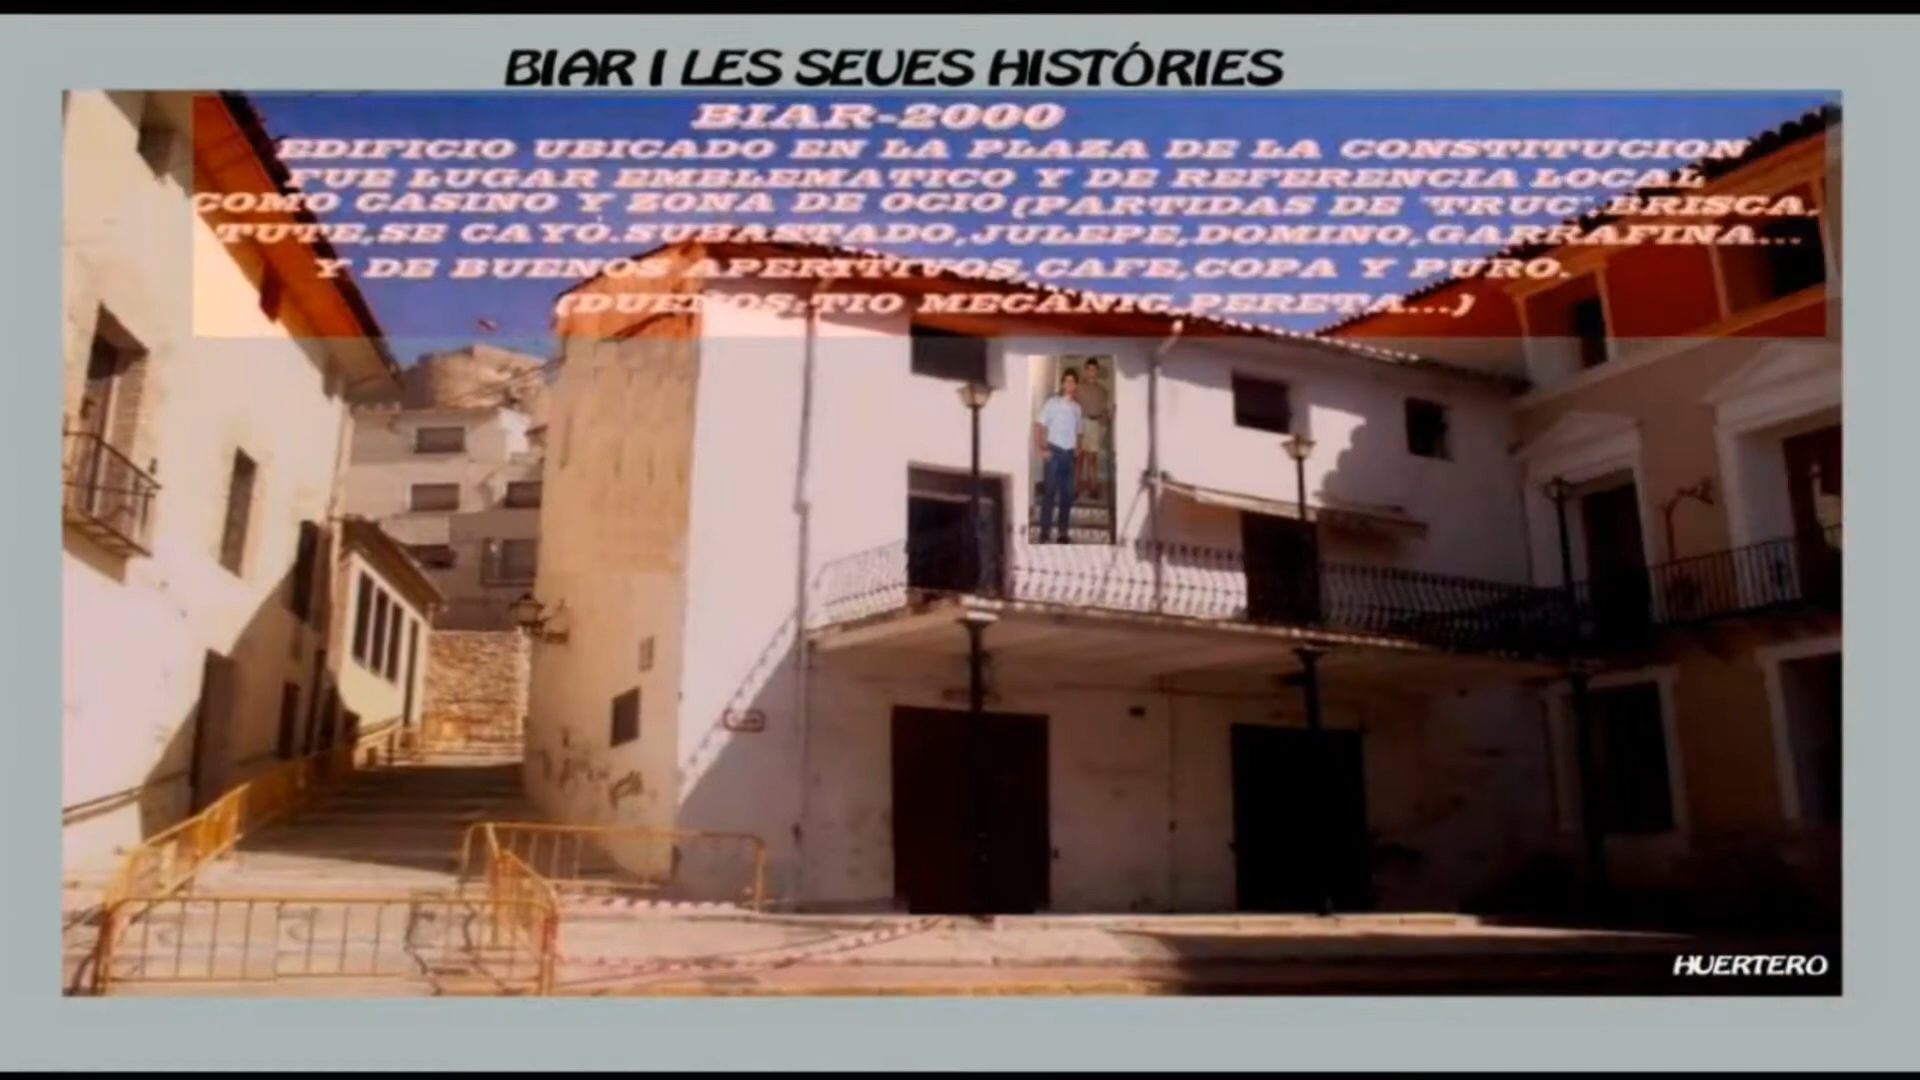 BIAR I LES SEUES HISTÓRIES
BIAR-2000
EDIFICIO UBICADO EN LA PLAZA DE LA CONSTITUCION
FUE LUGAR EMBLEMATICO Y DE REFERENCIA LOCAL
COMO CASINO Y ZONA DE OCIO (PARTIDAS DE "TRUC".BRISCA,
TUTE,SE CAYÓ.SUBASTADO,JULEPE,DOMINO,GARRAFINA...
Y DE BUENOS APERITIVOS,CAFE,COPA Y PURO.
(DUEÑOS:TIO MECÀNIC,PERETA...)
HUERTERO